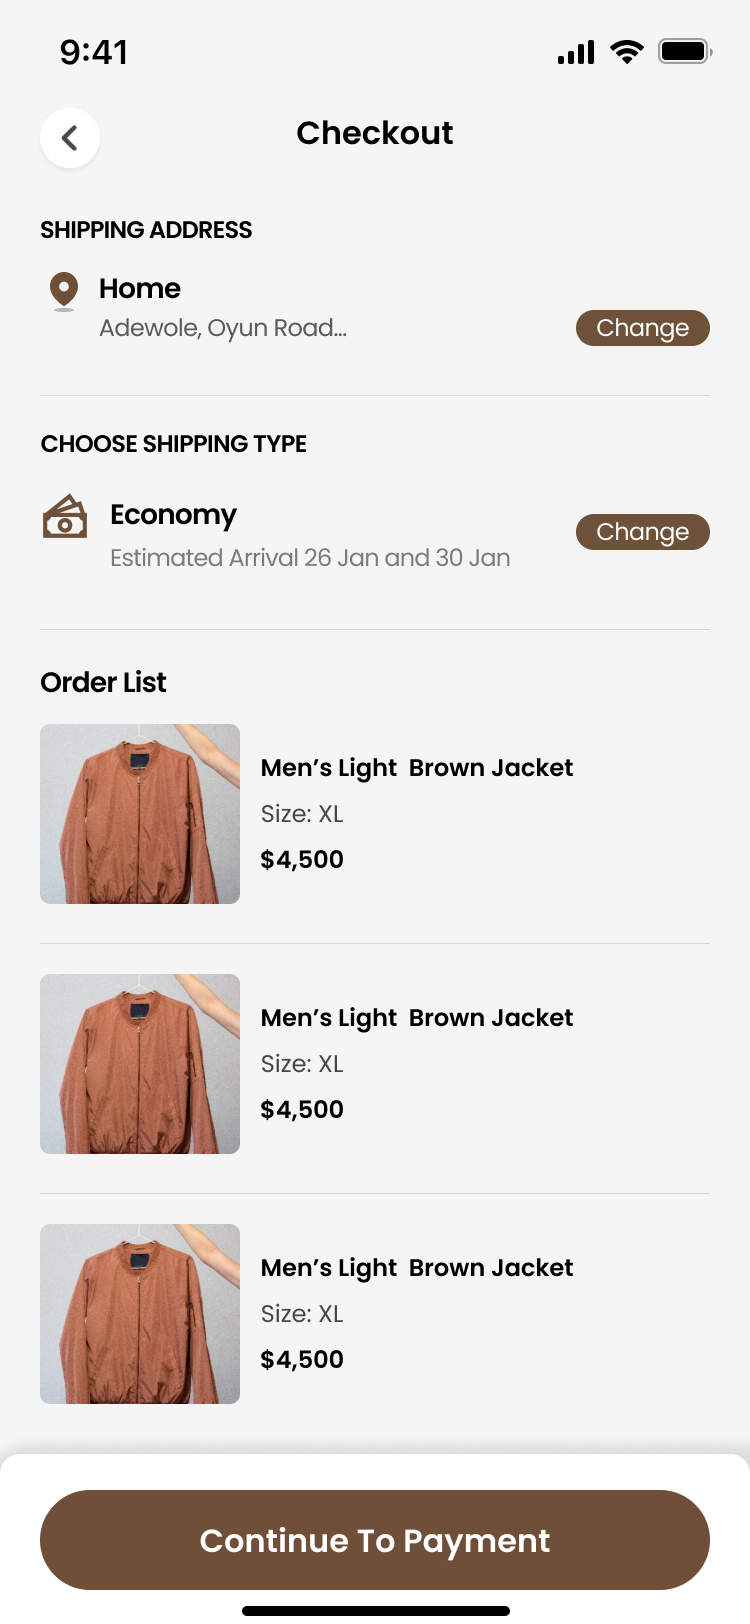 9:41
Checkout
SHIPPING ADDRESS
Home
Adewole, Oyun Road...
Change
CHOOSE SHIPPING TYPE
Economy
Change
Estimated Arrival 26 Jan and 30 Jan
Order List
Men’s Light  Brown Jacket
Size: XL
$4,500
Men’s Light  Brown Jacket
Size: XL
$4,500
Men’s Light  Brown Jacket
Size: XL
$4,500
Continue To Payment